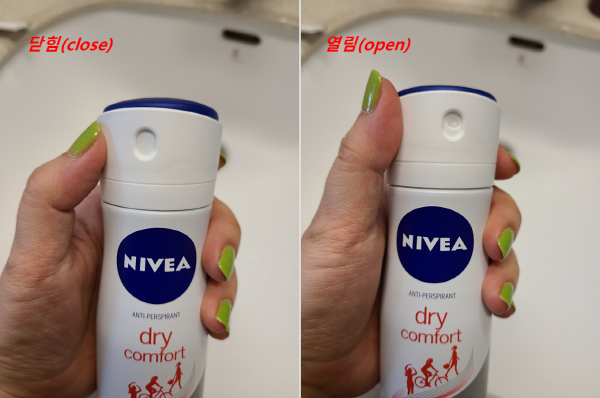 닫힘(close)
NIVEA
ANTI-PERSPIRANT
dry
comfort
열림(open)
NIVEA
ANTI-PERSPIRANT
dry
comfort